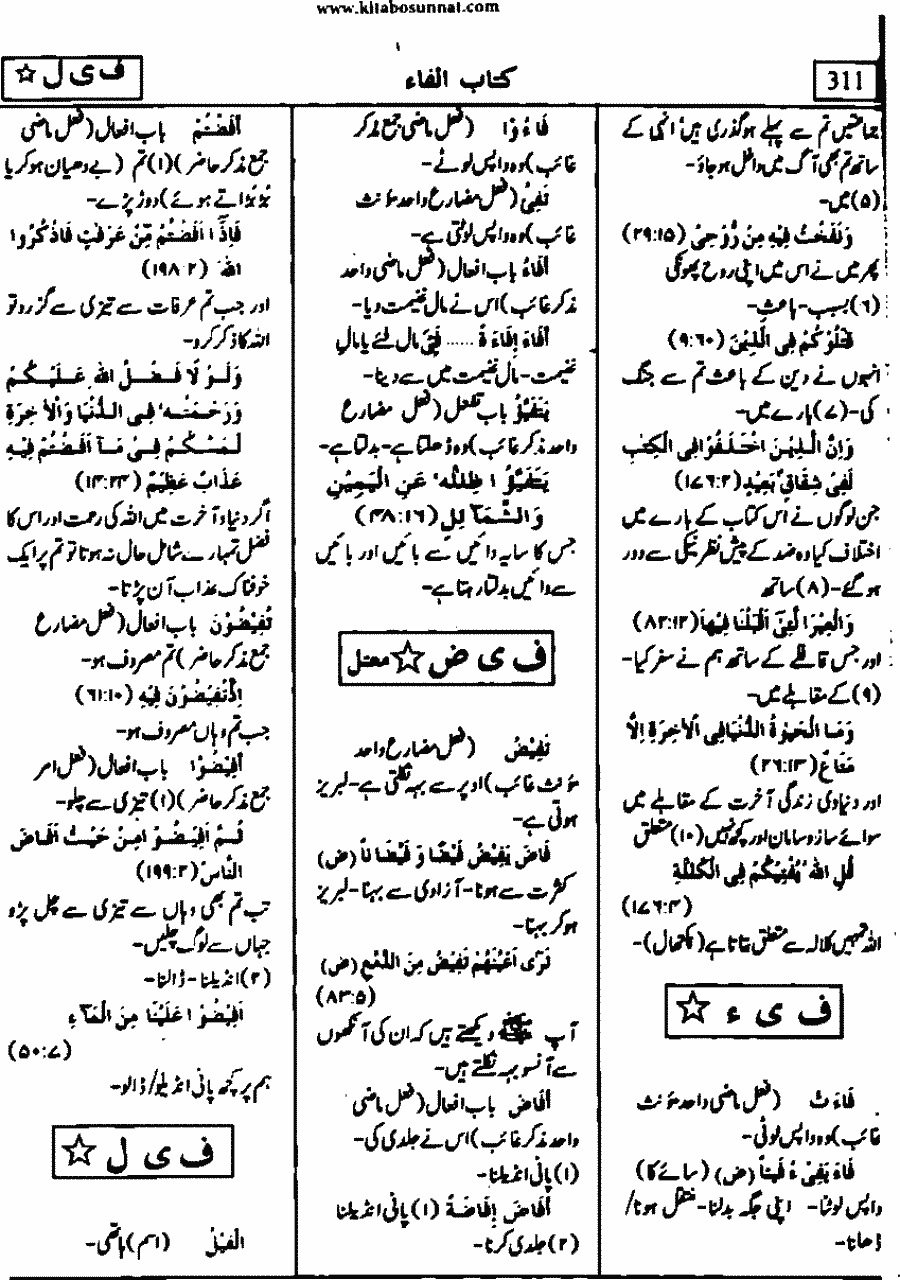 www.kitabosunnat.com
311
کتاب الفاء
ف ی ل ☆
جماعتیں تم سے پہلے ہو گذری ہیں انہی کے
ساتھ تم بھی آگ میں داخل ہو جاؤ-
(۵) میں-
وَنَفَخْتُ فِيْهِ مِنْ رُّوْحِيْ (۲۹:۱۵)
پھر میں نے اس میں اپنی روح پھونکی
(۶) بسبب- باعث-
قٰتَلُوْكُمْ فِي الدِّيْنِ (۹:۶۰)
انہوں نے دین کے باعث تم سے جنگ
کی- (۷) بارے میں-
وَاِنَّ الَّذِيْنَ اخْتَلَفُوْا فِي الْكِتٰبِ
لَفِيْ شِقَاقٍ بَعِيْدٍ (۱۷۶:۲)
جن لوگوں نے اس کتاب کے بارے میں
اختلاف کیا وہ ضد کے پیش نظر نیکی سے دور
ہو گئے- (۸) ساتھ
وَالْعِيْرَ الَّتِيْ اَقْبَلْنَا فِيْهَا (۸۲:۱۲)
اور جس قافلے کے ساتھ ہم نے سفر کیا-
(۹) کے مقابلے میں-
وَمَا الْحَيٰوةُ الدُّنْيَا فِي الْاٰخِرَةِ اِلَّا
مَتَاعٌ (۲۶:۱۳)
اور دنیاوی زندگی آخرت کے مقابلے میں
سوائے ساز و سامان اور کچھ نہیں (۱۰) متعلق
قُلِ اللّٰهُ يُفْتِيْكُمْ فِي الْكَلٰلَةِ
(۱۷۶:۴)
اللہ تمہیں کلالہ سے متعلق بتاتا ہے (کتحال)-
ف ی ء ☆
فَاءَتْ (فعل ماضی واحد مؤنث
غائب) وہ واپس لوٹی-
فَاءَ يَفِيْءُ فَيْئاً (ض) (سائے کا)
واپس لوٹنا- اپنی جگہ بدلنا- منتقل ہونا/
ڈھانا-
فَاءُوْا (فعل ماضی جمع مذکر
غائب) وہ واپس لوٹے-
تَفِيْءُ (فعل مضارع واحد مؤنث
غائب) وہ واپس لوٹتی ہے-
اَفَاءَ باب افعال (فعل ماضی واحد
مذکر غائب) اس نے مال غنیمت دیا-
اَفَاءَ اِفَاءَةً ...... فَيْ مال لئے یا مالِ
غنیمت- مال غنیمت میں سے دینا-
يَتَفَيَّؤُ باب تفعل (فعل مضارع
واحد مذکر غائب) وہ ڈھلتا ہے- بدلتا ہے-
يَتَفَيَّؤُا ظِلٰلُهٗ عَنِ الْيَمِيْنِ
وَالشَّمَآئِلِ (۴۸:۱۶)
جس کا سایہ دائیں سے بائیں اور بائیں
سے دائیں بدلتا رہتا ہے-
ف ی ض ☆ معتل
تَفِيْضُ (فعل مضارع واحد
مؤنث غائب) اوپر سے بہہ نکلتی ہے- لبریز
ہوتی ہے-
فَاضَ يَفِيْضُ فَيْضًا وَ فَيْضَاناً (ض)
کثرت سے ہونا- آزادی سے بہنا- لبریز
ہو کر بہنا-
تَرٰى اَعْيُنَهُمْ تَفِيْضُ مِنَ الدَّمْعِ (ض)
(۸۳:۵)
آپ ﷺ دیکھتے ہیں کہ ان کی آنکھوں
سے آنسو بہہ نکلتے ہیں-
اَفَاضَ باب افعال (فعل ماضی
واحد مذکر غائب) اس نے جلدی کی-
(۱) پانی انڈیلنا-
اَفَاضَ اِفَاضَةً (۱) پانی انڈیلنا
(۲) جلدی کرنا-
اَفَضْتُمْ باب افعال (فعل ماضی
جمع مذکر حاضر) (۱) تم (بے دھیان ہو کر یا
بڑبڑاتے ہوئے) دوڑ پڑے-
فَاِذَا اَفَضْتُمْ مِّنْ عَرَفٰتٍ فَاذْكُرُوا
اللّٰهَ (۱۹۸:۲)
اور جب تم عرفات سے تیزی سے گزرو تو
اللہ کا ذکر کرو-
وَلَوْ لَا فَضْلُ اللّٰهِ عَلَيْكُمْ
وَرَحْمَتُهٗ فِي الدُّنْيَا وَالْاٰخِرَةِ
لَمَسَّكُمْ فِيْ مَآ اَفَضْتُمْ فِيْهِ
عَذَابٌ عَظِيْمٌ (۱۴:۲۴)
اگر دنیا و آخرت میں اللہ کی رحمت اور اس کا
فضل تمہارے شامل حال نہ ہوتا تو تم پر ایک
خوفناک عذاب آن پڑتا-
تُفِيْضُوْنَ باب افعال (فعل مضارع
جمع مذکر حاضر) تم مصروف ہو-
اِذْ تُفِيْضُوْنَ فِيْهِ (۶۱:۱۰)
جب تم وہاں مصروف ہو-
اَفِيْضُوْا باب افعال (فعل امر
جمع مذکر حاضر) (۱) تیزی سے چلو-
ثُمَّ اَفِيْضُوْا مِنْ حَيْثُ اَفَاضَ
النَّاسُ (۱۹۹:۲)
تب تم بھی وہاں سے تیزی سے چل پڑو
جہاں سے لوگ چلیں-
(۲) انڈیلنا- ڈالنا-
اَفِيْضُوْا عَلَيْنَا مِنَ الْمَآءِ
(۵۰:۷)
ہم پر کچھ پانی انڈیلو/ ڈالو-
ف ی ل ☆
الْفِيْلُ (اسم) ہاتھی-